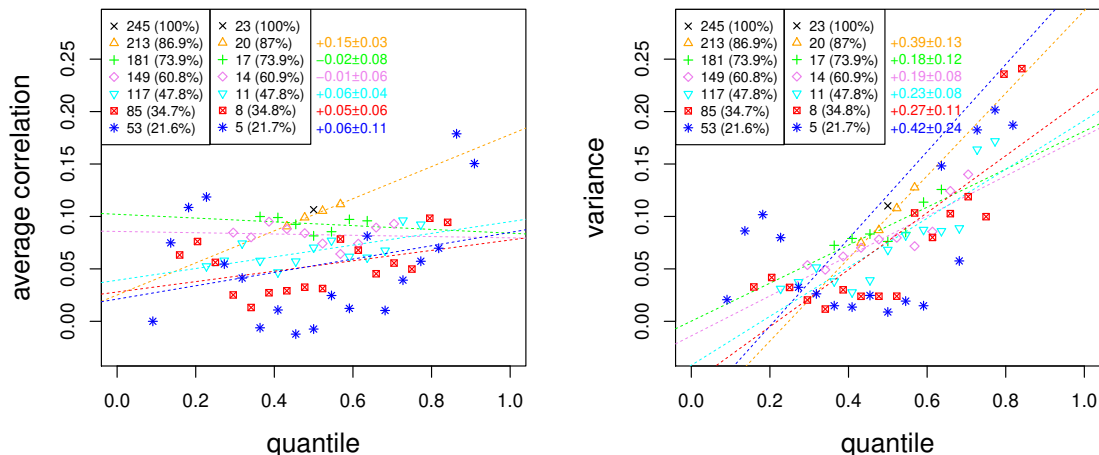 245 (100%) 23 (100%)
213 (86.9%) 20 (87%) +0.15±0.03
181 (73.9%) 17 (73.9%) −0.02±0.08
149 (60.8%) 14 (60.9%) −0.01±0.06
117 (47.8%) 11 (47.8%) +0.06±0.04
85 (34.7%) 8 (34.8%) +0.05±0.06
53 (21.6%) 5 (21.7%) +0.06±0.11
average correlation
0.00 0.05 0.10 0.15 0.20 0.25
0.0 0.2 0.4 0.6 0.8 1.0
quantile
245 (100%) 23 (100%)
213 (86.9%) 20 (87%) +0.39±0.13
181 (73.9%) 17 (73.9%) +0.18±0.12
149 (60.8%) 14 (60.9%) +0.19±0.08
117 (47.8%) 11 (47.8%) +0.23±0.08
85 (34.7%) 8 (34.8%) +0.27±0.11
53 (21.6%) 5 (21.7%) +0.42±0.24
variance
0.00 0.05 0.10 0.15 0.20 0.25
0.0 0.2 0.4 0.6 0.8 1.0
quantile